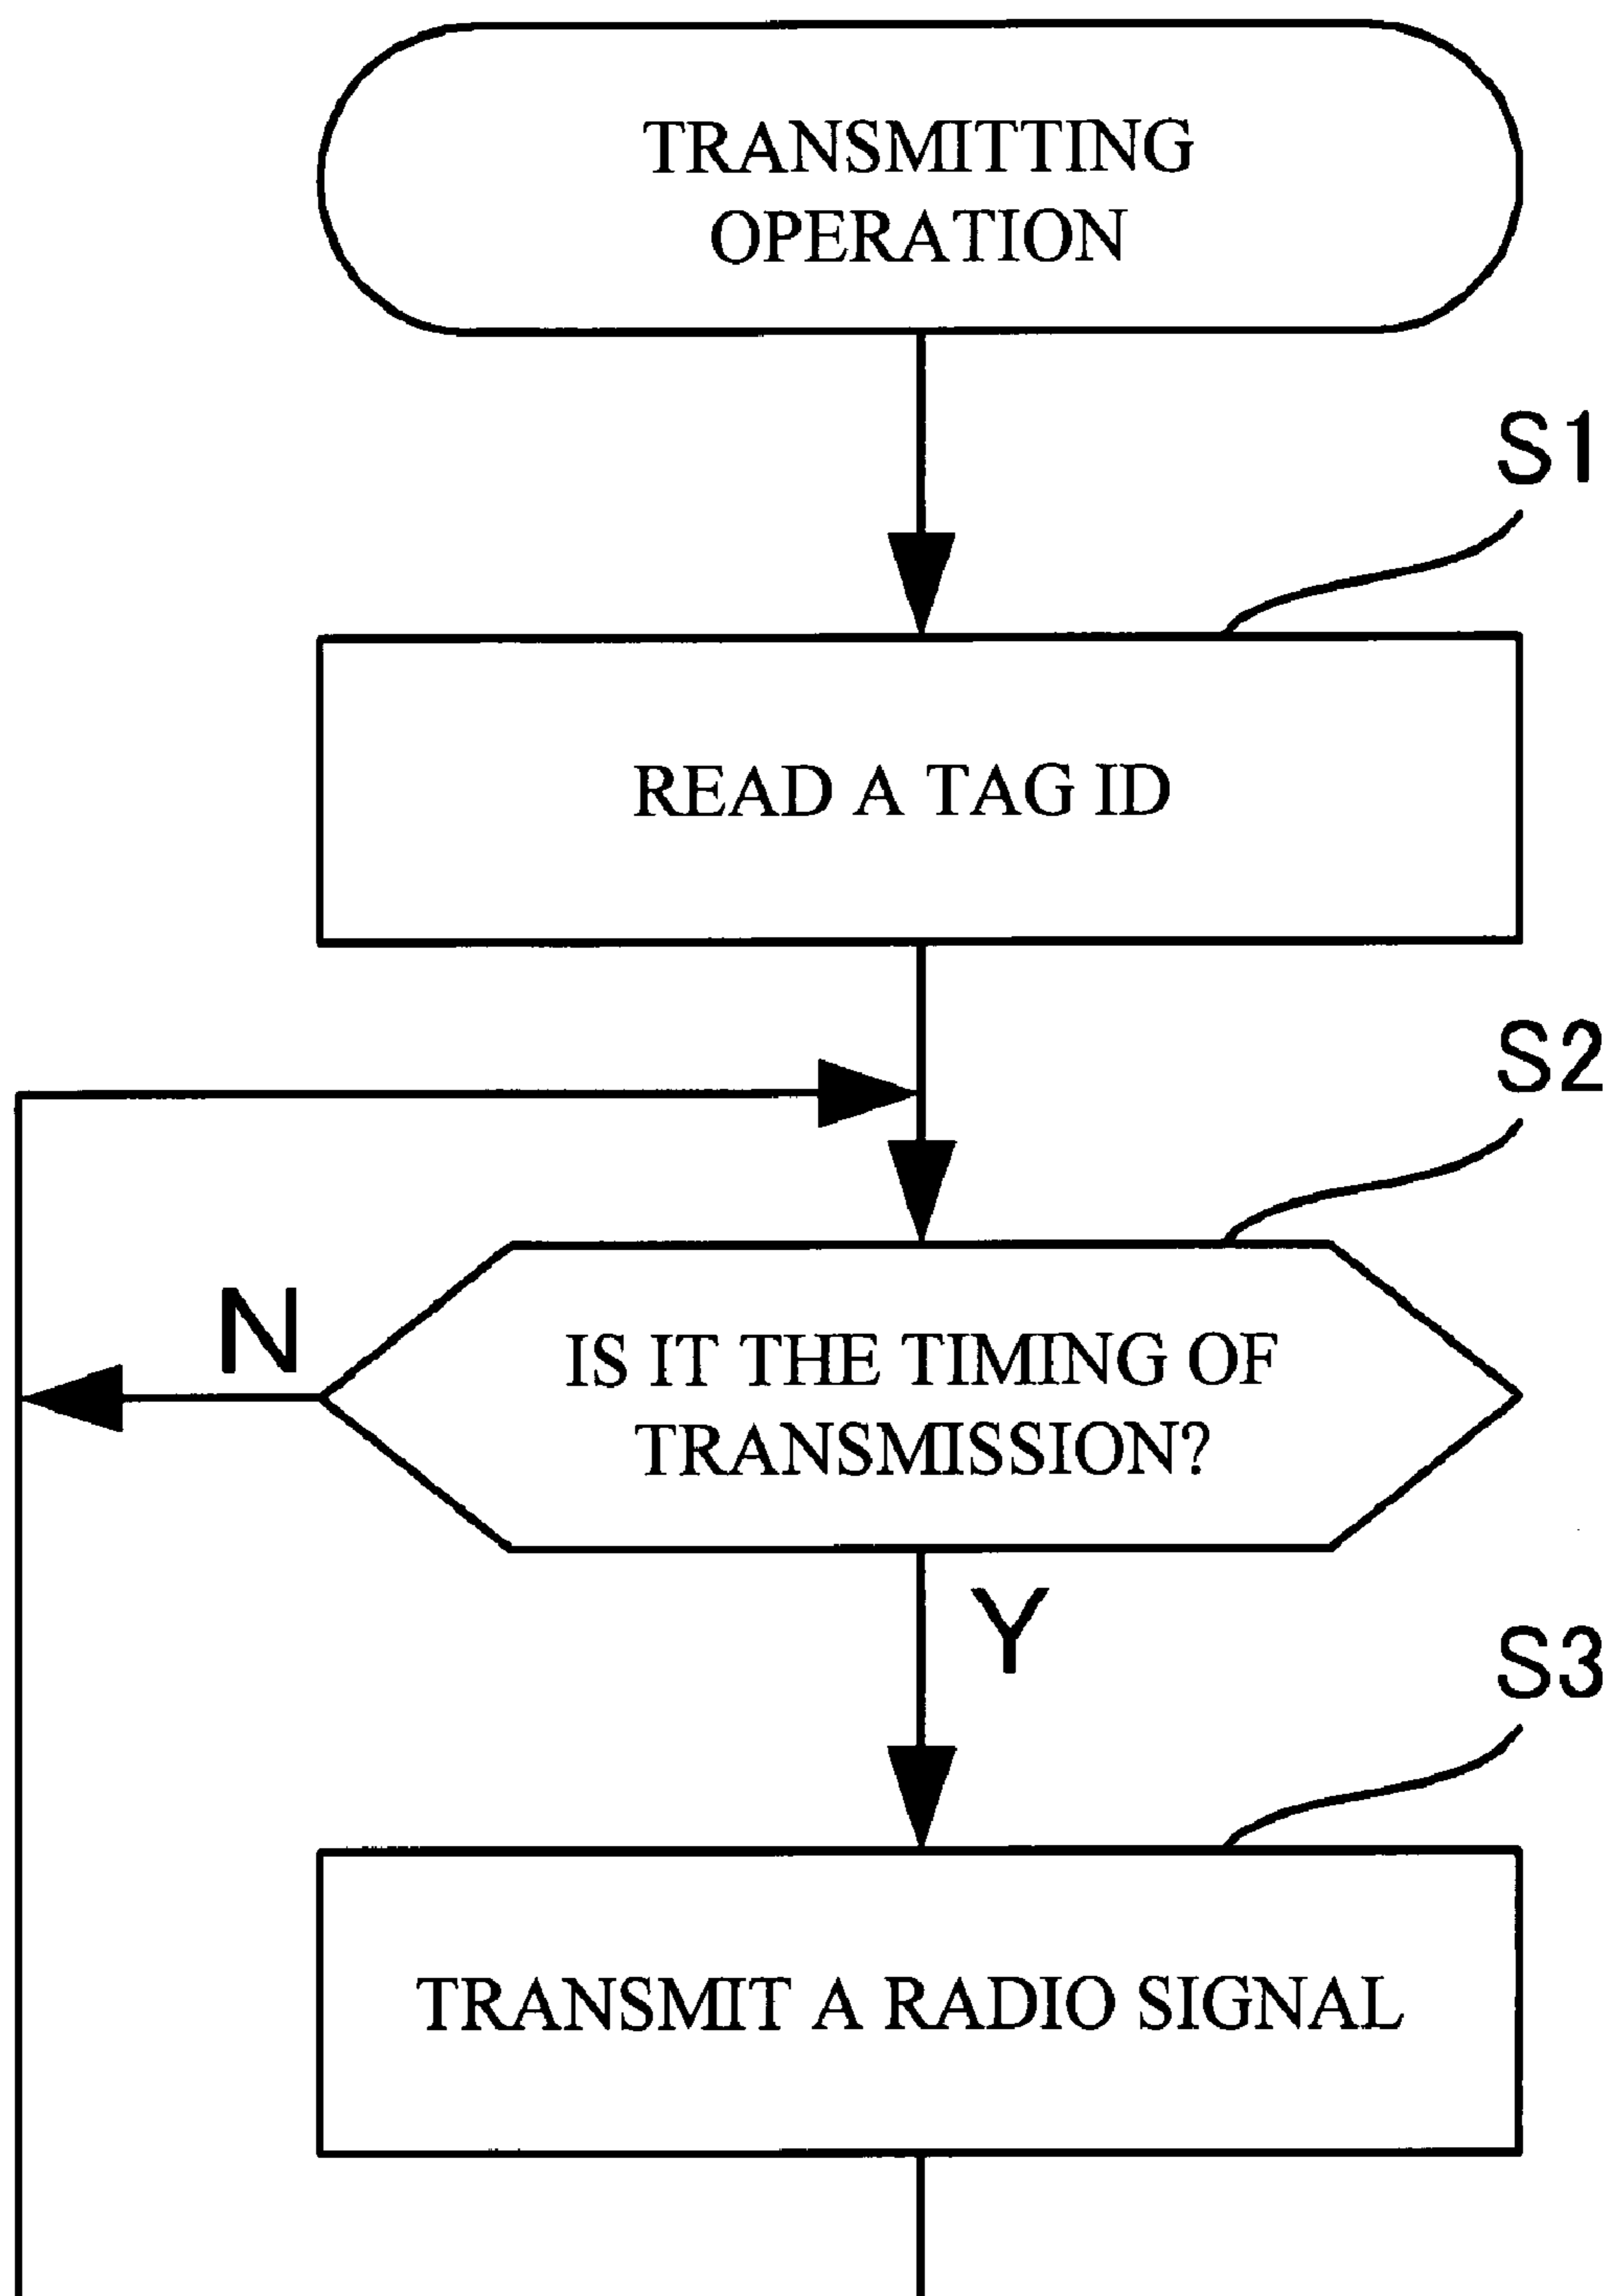 TRANSMITTING
OPERATION
S1
READ A TAG ID
S2
N
IS IT THE TIMING OF
TRANSMISSION?
Y
S3
TRANSMIT A RADIO SIGNAL